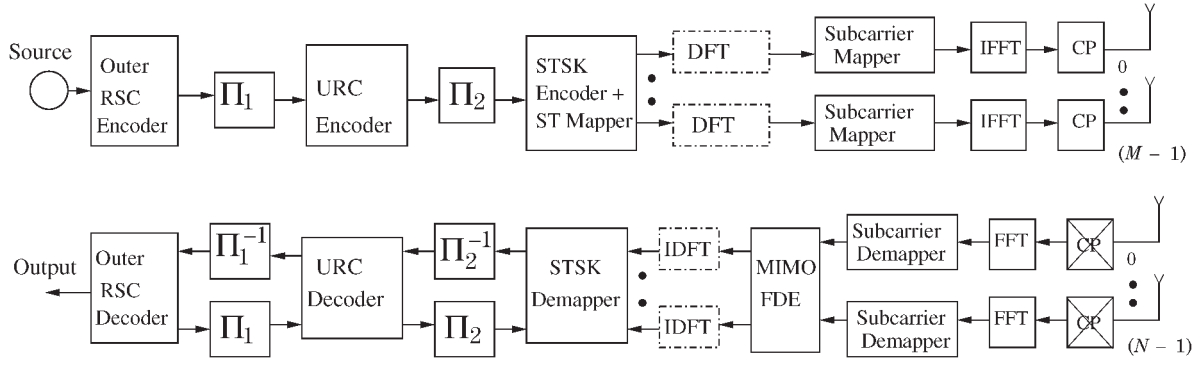 Source
Outer
RSC
Encoder
Π1
URC
Encoder
Π2
STSK
Encoder +
ST Mapper
DFT
Subcarrier
Mapper
IFFT
CP
0
DFT
Subcarrier
Mapper
IFFT
CP
(M − 1)
Output
Outer
RSC
Decoder
Π1^−1
Π1
URC
Decoder
Π2^−1
Π2
STSK
Demapper
IDFT
IDFT
MIMO
FDE
Subcarrier
Demapper
FFT
CP
0
Subcarrier
Demapper
FFT
CP
(N − 1)